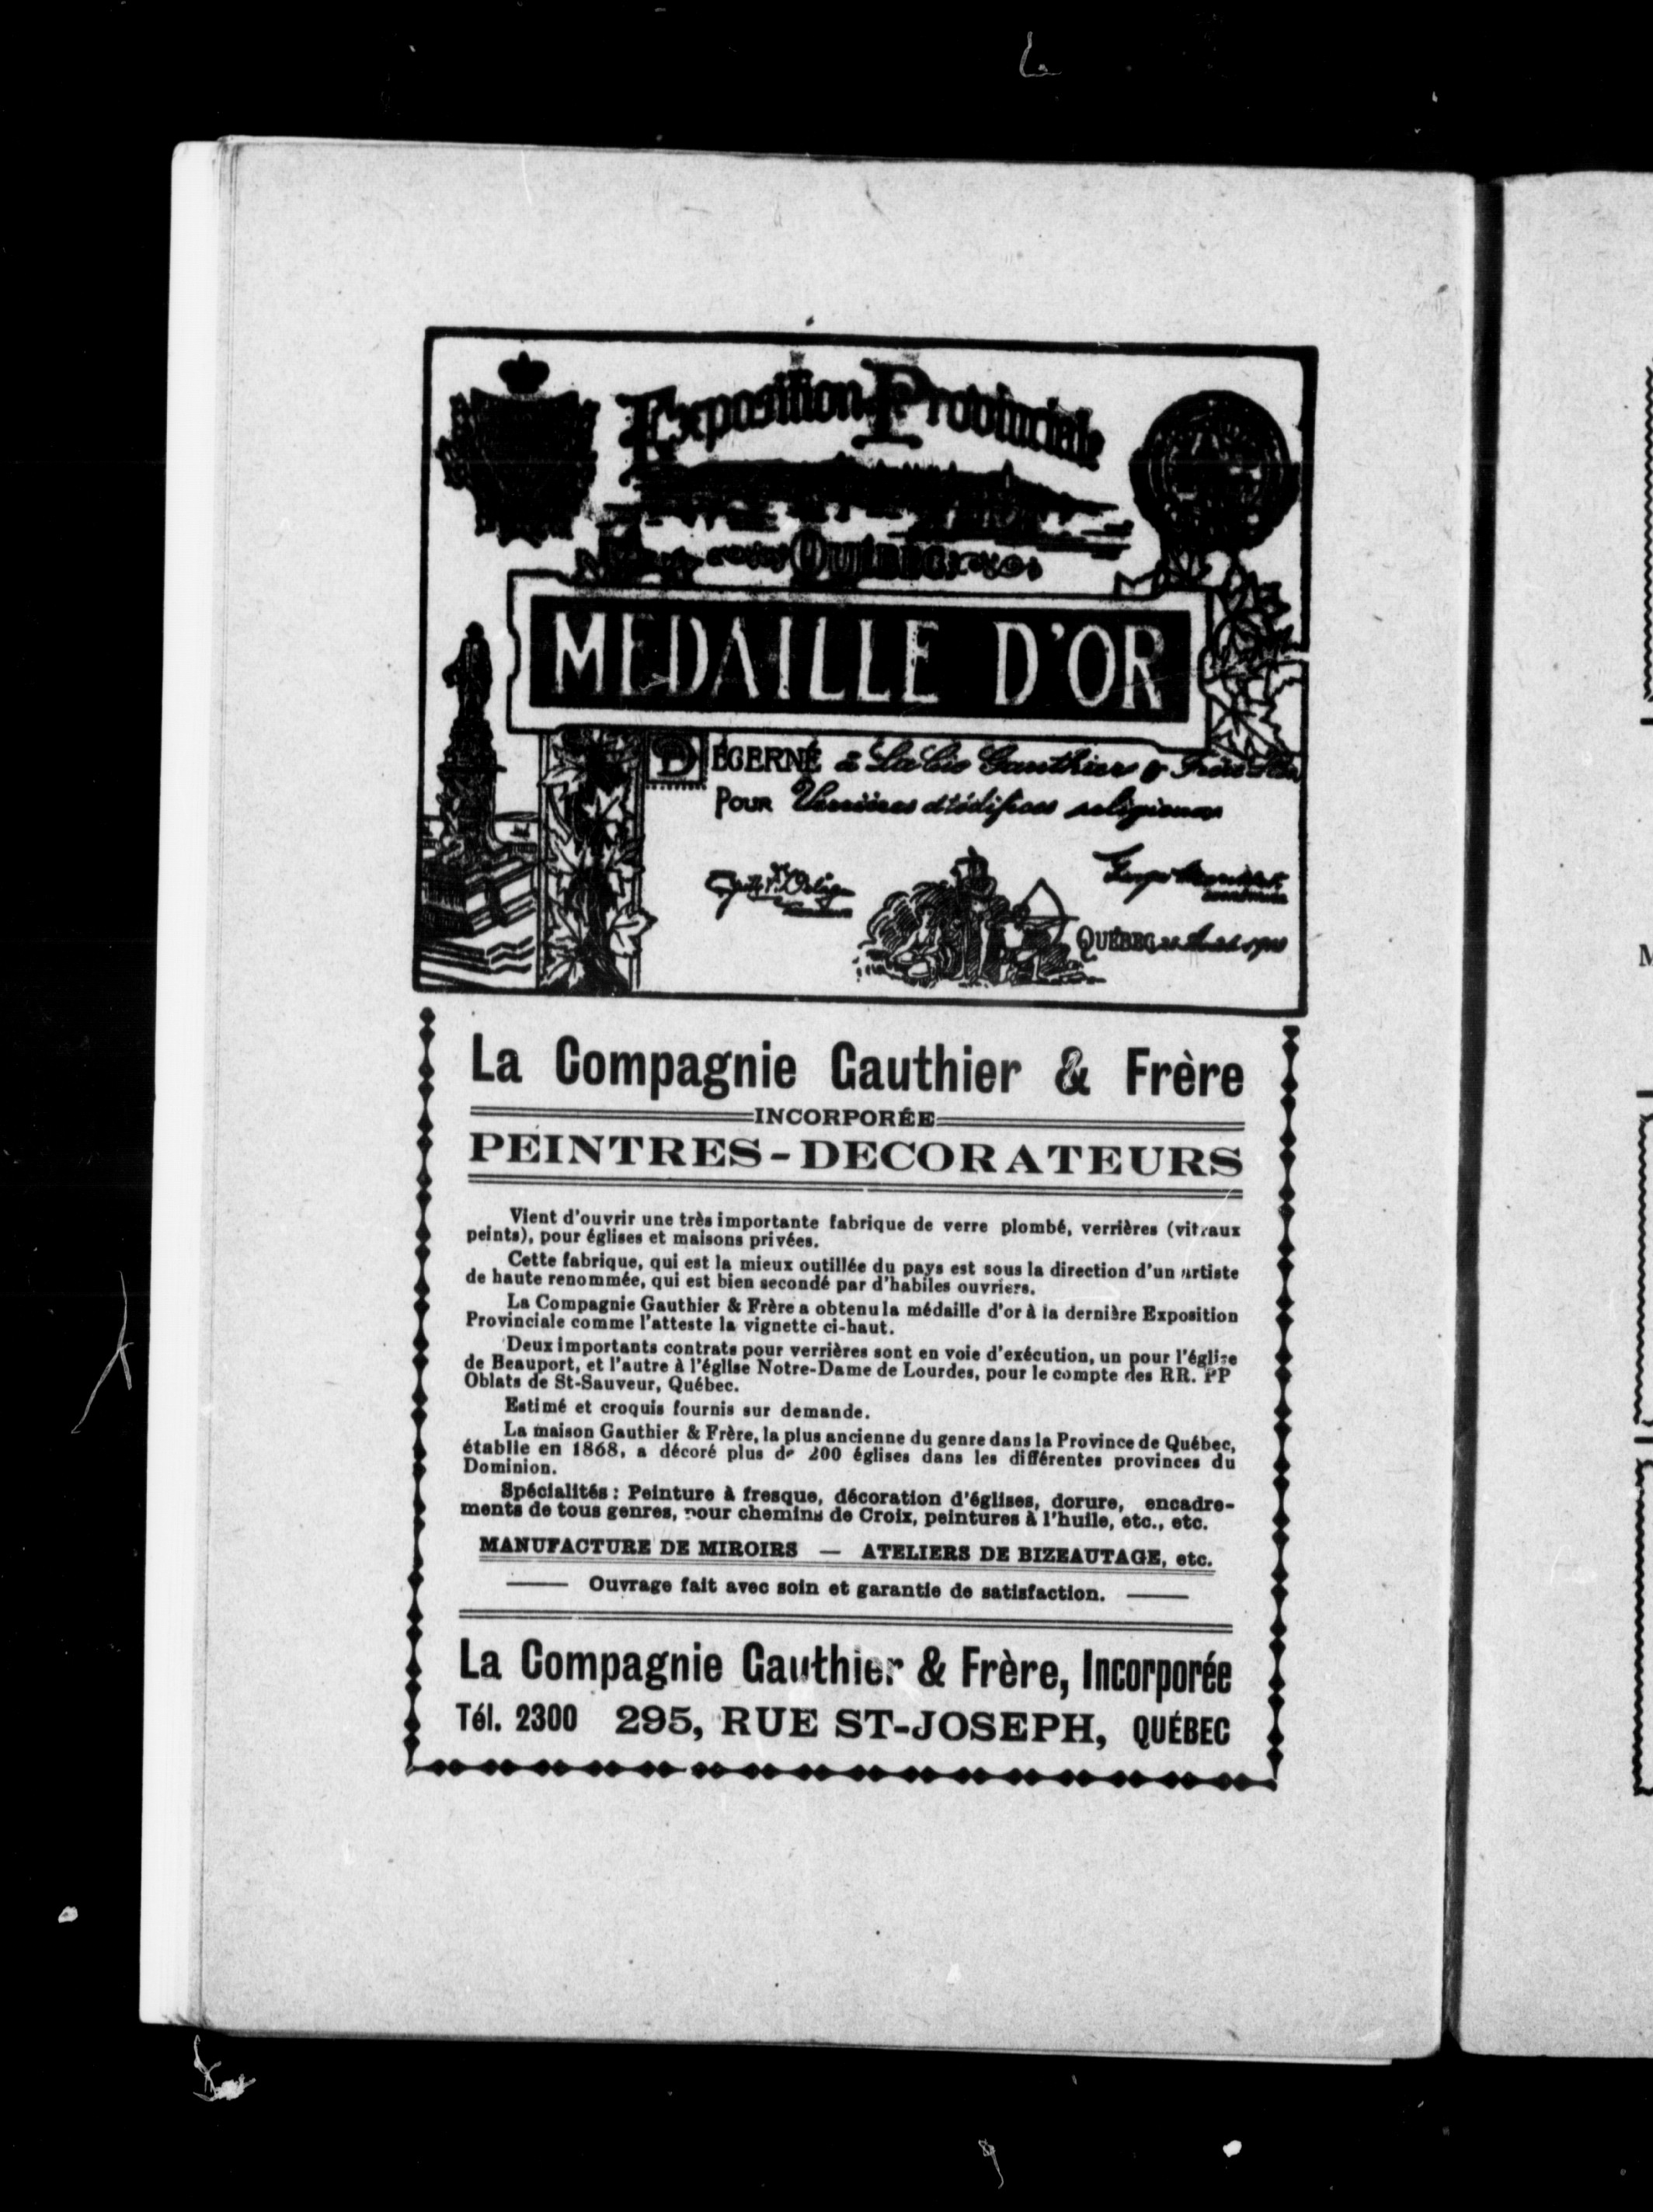 Exposition Provinciale
QUÉBEC
MEDAILLE D'OR
DÉCERNÉ à La Cie Gauthier & Frère
POUR Verrières d'édifices religieux
QUÉBEC
La Compagnie Gauthier & Frère
INCORPORÉE
PEINTRES-DECORATEURS
Vient d'ouvrir une très importante fabrique de verre plombé, verrières (vitraux
peints), pour églises et maisons privées.
Cette fabrique, qui est la mieux outillée du pays est sous la direction d'un artiste
de haute renommée, qui est bien secondé par d'habiles ouvriers.
La Compagnie Gauthier & Frère a obtenu la médaille d'or à la dernière Exposition
Provinciale comme l'atteste la vignette ci-haut.
Deux importants contrats pour verrières sont en voie d'exécution, un pour l'église
de Beauport, et l'autre à l'église Notre-Dame de Lourdes, pour le compte des RR. PP
Oblats de St-Sauveur, Québec.
Estimé et croquis fournis sur demande.
La maison Gauthier & Frère, la plus ancienne du genre dans la Province de Québec,
établie en 1868, a décoré plus de 200 églises dans les différentes provinces du
Dominion.
Spécialités : Peinture à fresque, décoration d'églises, dorure, encadre-
ments de tous genres, pour chemins de Croix, peintures à l'huile, etc., etc.
MANUFACTURE DE MIROIRS — ATELIERS DE BIZEAUTAGE, etc.
Ouvrage fait avec soin et garantie de satisfaction.
La Compagnie Gauthier & Frère, Incorporée
Tél. 2300 295, RUE ST-JOSEPH, QUÉBEC